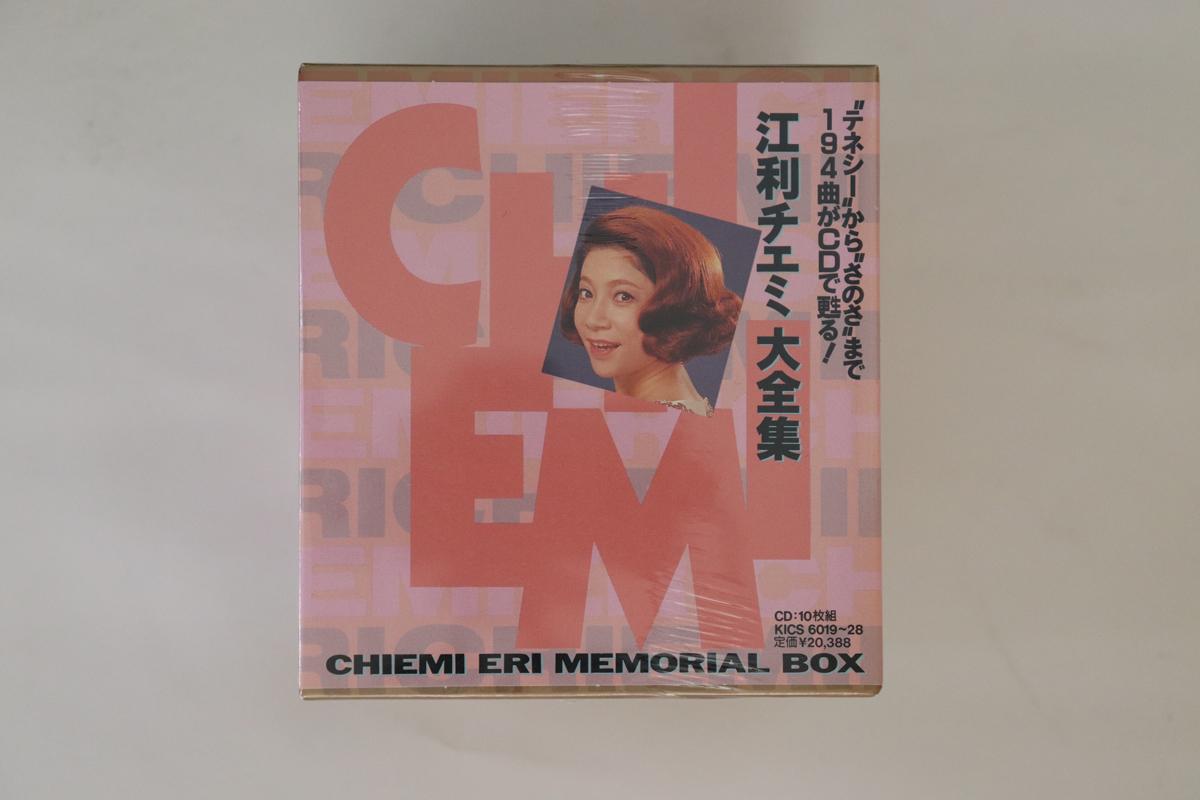 "デネシー"から"さのさ"まで
194曲がCDで甦る!
江利チエミ 大全集
CHIEMI
CD:10枚組
KICS 6019~28
定価¥20,388
CHIEMI ERI MEMORIAL BOX